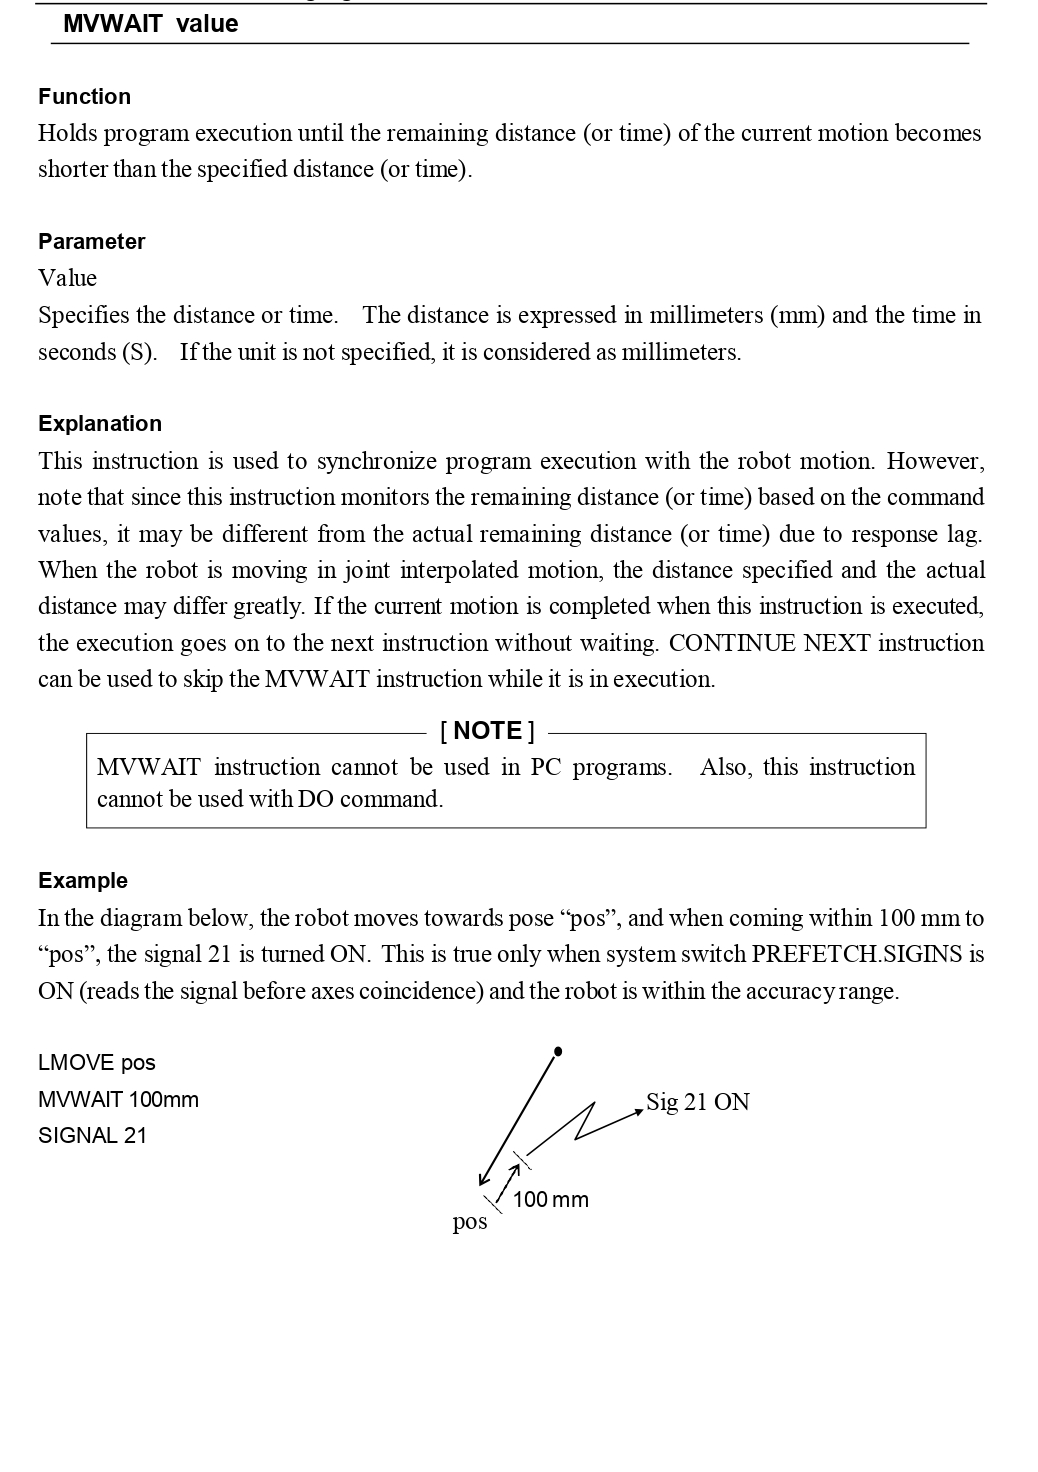 MVWAIT value
Function
Holds program execution until the remaining distance (or time) of the current motion becomes
shorter than the specified distance (or time).
Parameter
Value
Specifies the distance or time. The distance is expressed in millimeters (mm) and the time in
seconds (S). If the unit is not specified, it is considered as millimeters.
Explanation
This instruction is used to synchronize program execution with the robot motion. However,
note that since this instruction monitors the remaining distance (or time) based on the command
values, it may be different from the actual remaining distance (or time) due to response lag.
When the robot is moving in joint interpolated motion, the distance specified and the actual
distance may differ greatly. If the current motion is completed when this instruction is executed,
the execution goes on to the next instruction without waiting. CONTINUE NEXT instruction
can be used to skip the MVWAIT instruction while it is in execution.
[ NOTE ]
MVWAIT instruction cannot be used in PC programs. Also, this instruction
cannot be used with DO command.
Example
In the diagram below, the robot moves towards pose “pos”, and when coming within 100 mm to
“pos”, the signal 21 is turned ON. This is true only when system switch PREFETCH.SIGINS is
ON (reads the signal before axes coincidence) and the robot is within the accuracy range.
LMOVE pos
MVWAIT 100mm
SIGNAL 21
Sig 21 ON
100 mm
pos